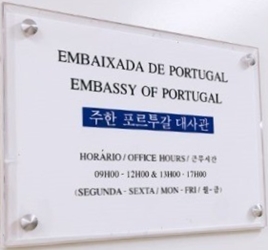 EMBAIXADA DE PORTUGAL
EMBASSY OF PORTUGAL
주한 포르투갈 대사관
HORÁRIO / OFFICE HOURS / 근무시간
09H00 - 12H00 & 13H00 - 17H00
(SEGUNDA - SEXTA / MON - FRI / 월~금)